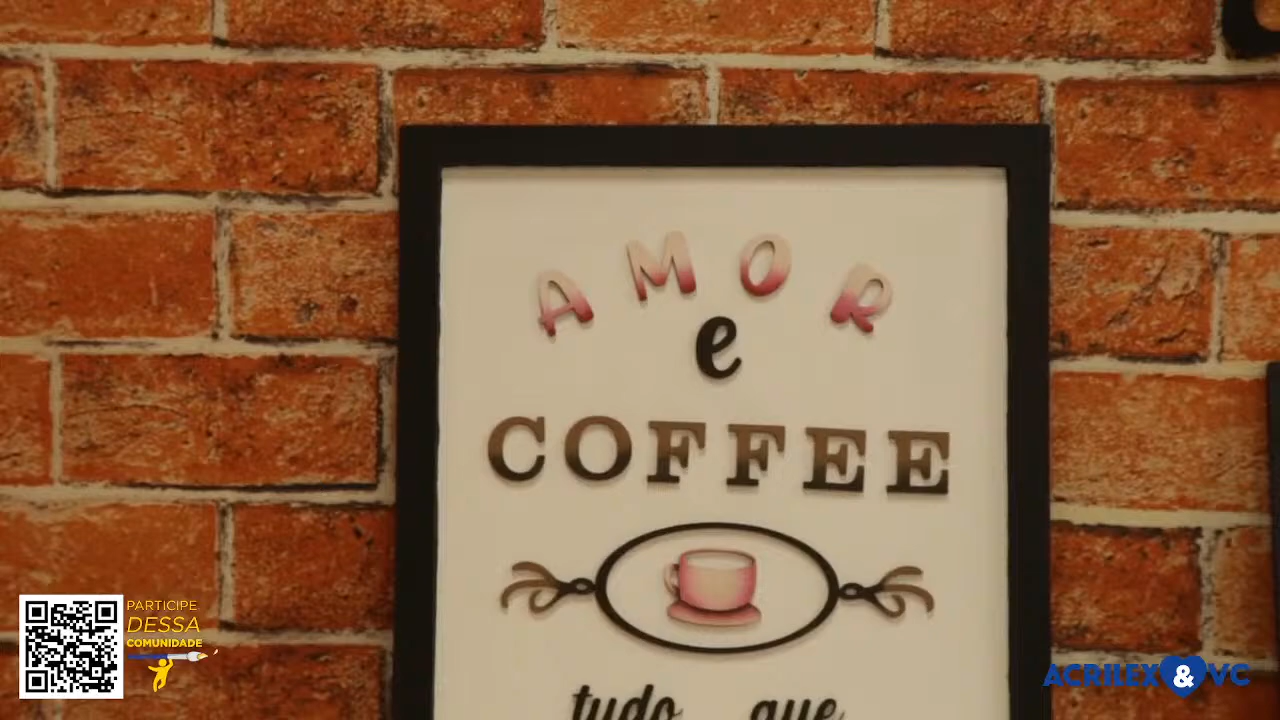 AMOR
e
COFFEE
tudo que
PARTICIPE
DESSA
COMUNIDADE
ACRILEX&VC